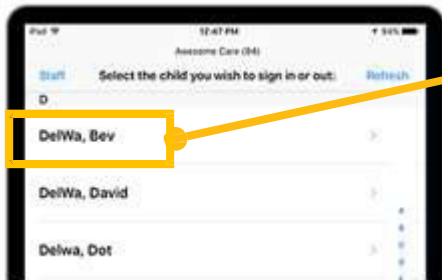 iPad 12:47 PM
Awesome Care (84)
Staff Select the child you wish to sign in or out: Refresh
D
DelWa, Bev
DelWa, David
Delwa, Dot